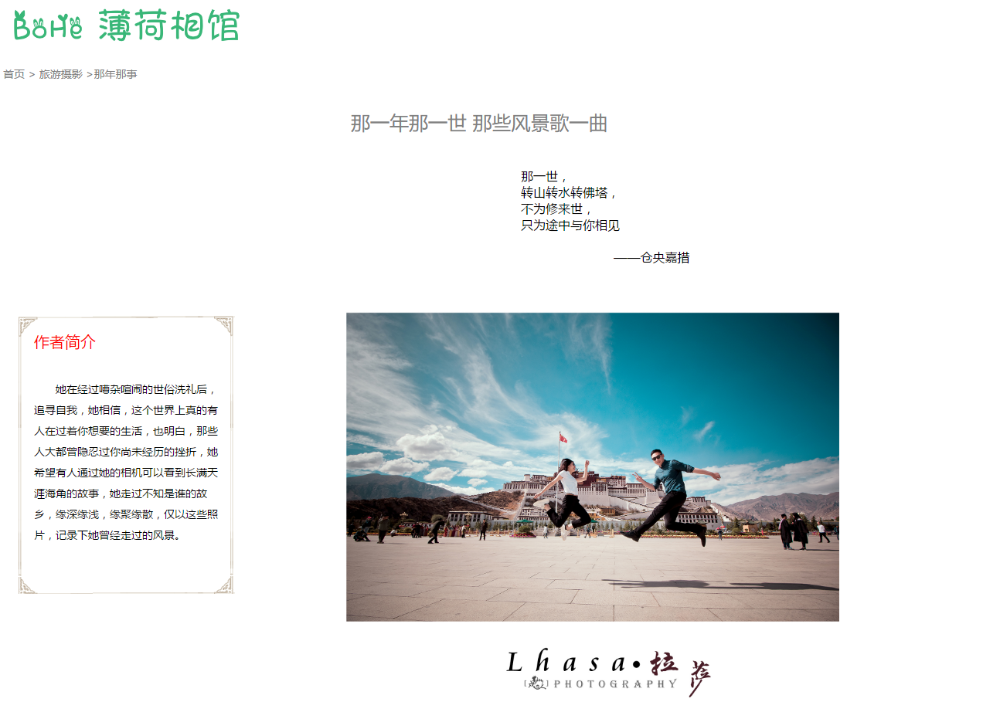 BoHe 薄荷相馆
首页 > 旅游摄影 >那年那事
那一年那一世 那些风景歌一曲
那一世，
转山转水转佛塔，
不为修来世，
只为途中与你相见
——仓央嘉措
作者简介
她在经过嘈杂喧闹的世俗洗礼后，
追寻自我，她相信，这个世界上真的有
人在过着你想要的生活，也明白，那些
人大都曾隐忍过你尚未经历的挫折，她
希望有人通过她的相机可以看到长满天
涯海角的故事，她走过不知是谁的故
乡，缘深缘浅，缘聚缘散，仅以这些照
片，记录下她曾经走过的风景。
Lhasa•拉萨
PHOTOGRAPHY